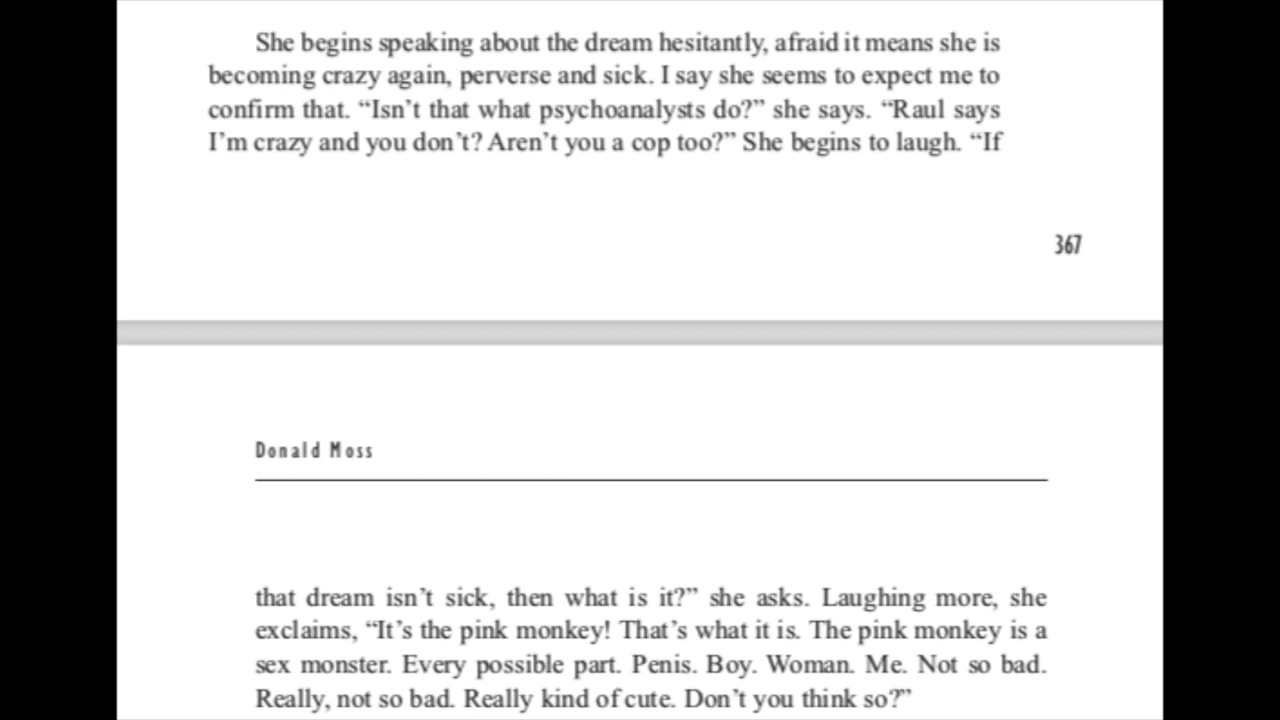 She begins speaking about the dream hesitantly, afraid it means she is
becoming crazy again, perverse and sick. I say she seems to expect me to
confirm that. “Isn’t that what psychoanalysts do?” she says. “Raul says
I’m crazy and you don’t? Aren’t you a cop too?” She begins to laugh. “If
367
Donald Moss
that dream isn’t sick, then what is it?” she asks. Laughing more, she
exclaims, “It’s the pink monkey! That’s what it is. The pink monkey is a
sex monster. Every possible part. Penis. Boy. Woman. Me. Not so bad.
Really, not so bad. Really kind of cute. Don’t you think so?”